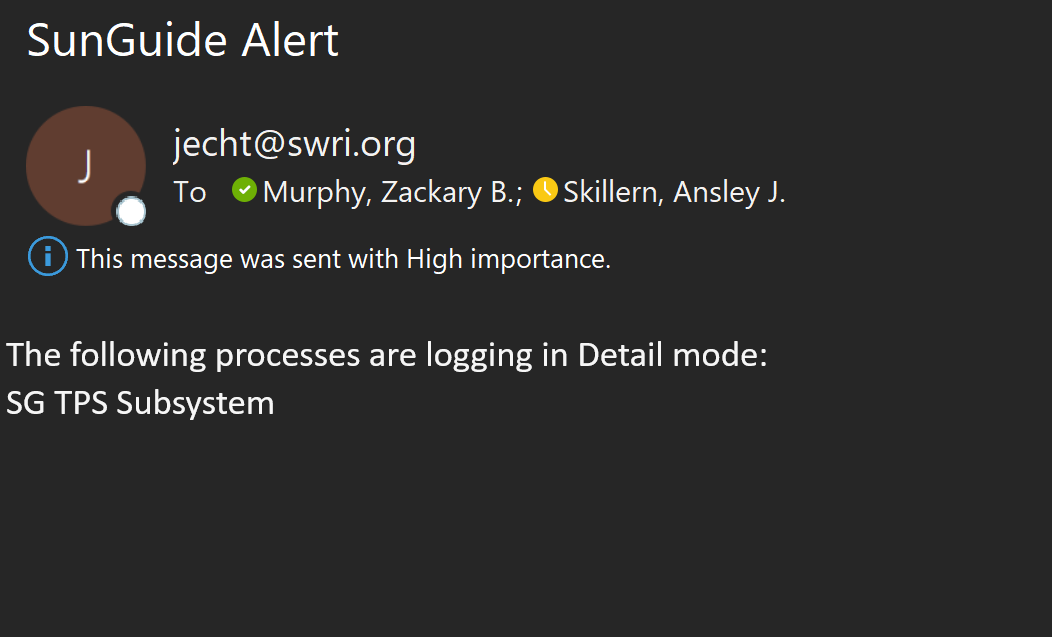 SunGuide Alert
J
jecht@swri.org
To Murphy, Zackary B.; Skillern, Ansley J.
i This message was sent with High importance.
The following processes are logging in Detail mode:
SG TPS Subsystem